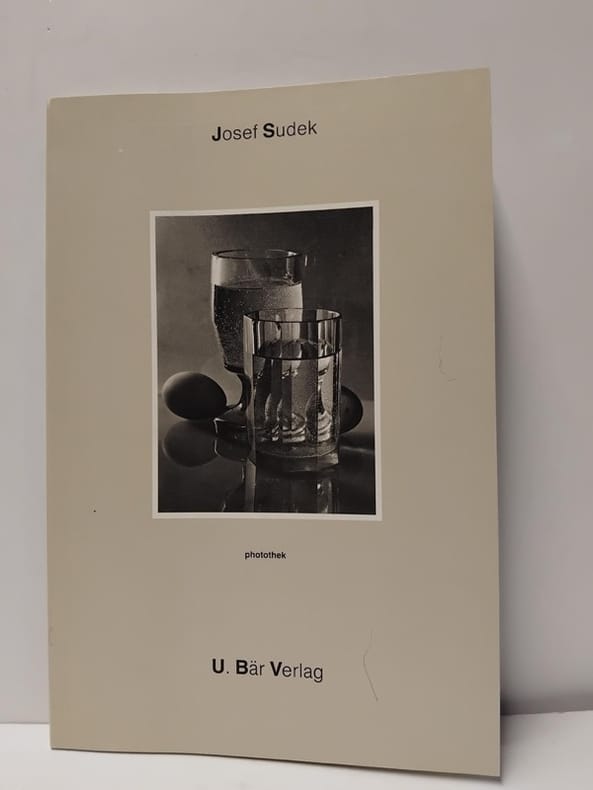 Josef Sudek
photothek
U. Bär Verlag